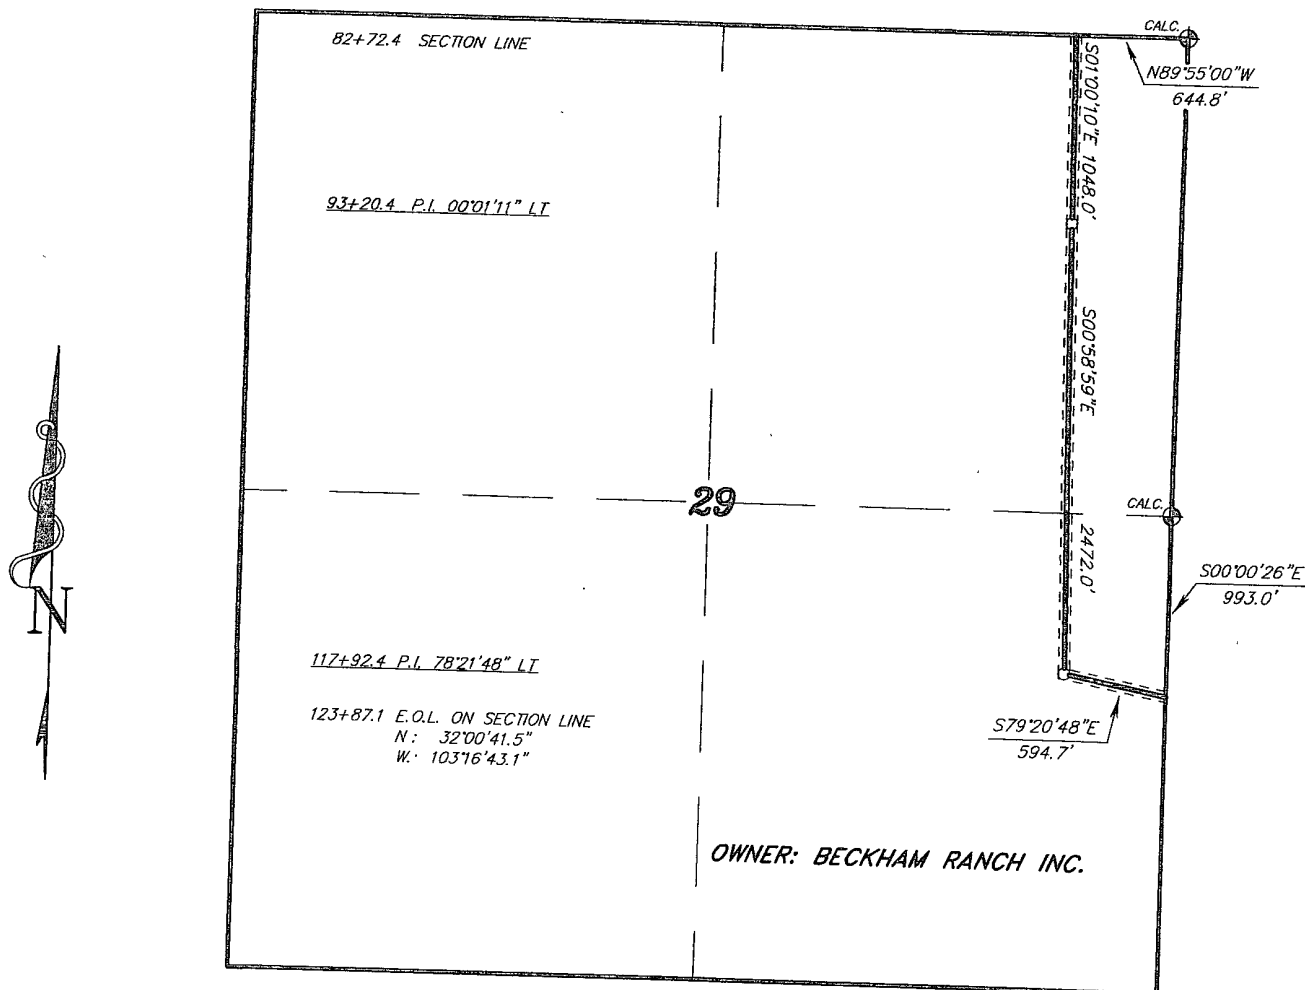 82+72.4 SECTION LINE
CALC.
N89°55'00"W
644.8'
S01°00'10"E 1048.0'
93+20.4 P.I. 00°01'11" LT
S00°58'59"E
2472.0'
29
CALC.
S00°00'26"E
993.0'
N
117+92.4 P.I. 78°21'48" LT
123+87.1 E.O.L. ON SECTION LINE
N: 32°00'41.5"
W: 103°16'43.1"
S79°20'48"E
594.7'
OWNER: BECKHAM RANCH INC.